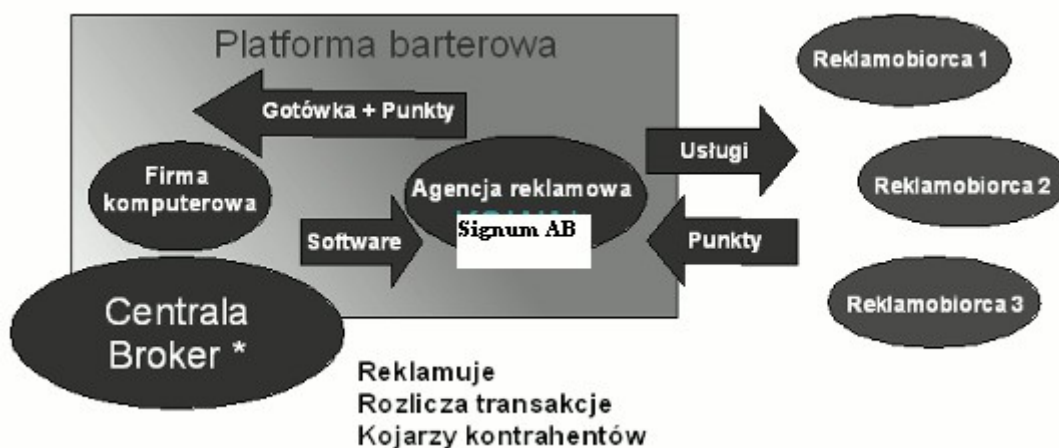 Platforma barterowa
Reklamobiorca 1
Gotówka + Punkty
Usługi
Firma
komputerowa
Agencja reklamowa
Signum AB
Reklamobiorca 2
Software
Punkty
Centrala
Broker *
Reklamobiorca 3
Reklamuje
Rozlicza transakcje
Kojarzy kontrahentów